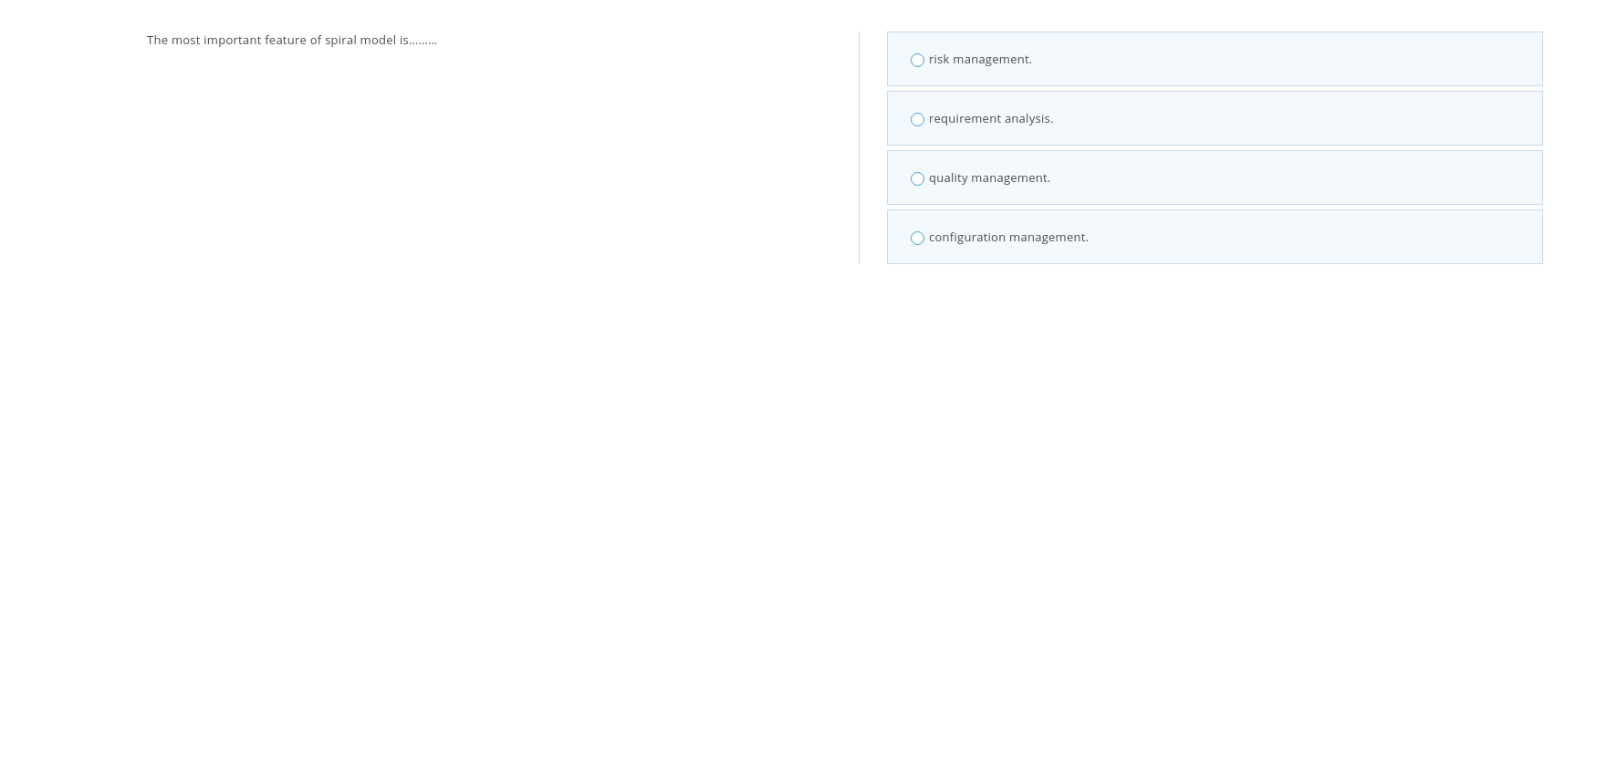 The most important feature of spiral model is.........
risk management.
requirement analysis.
quality management.
configuration management.